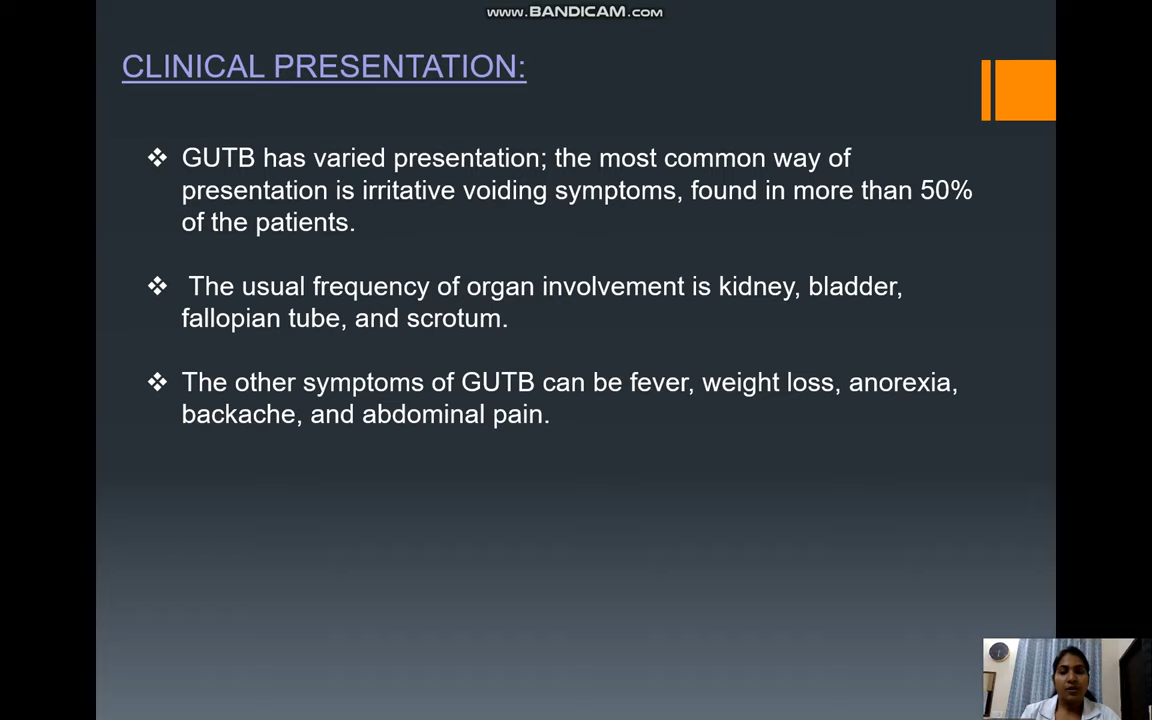 www.BANDICAM.com
CLINICAL PRESENTATION:
❖ GUTB has varied presentation; the most common way of
presentation is irritative voiding symptoms, found in more than 50%
of the patients.
❖ The usual frequency of organ involvement is kidney, bladder,
fallopian tube, and scrotum.
❖ The other symptoms of GUTB can be fever, weight loss, anorexia,
backache, and abdominal pain.